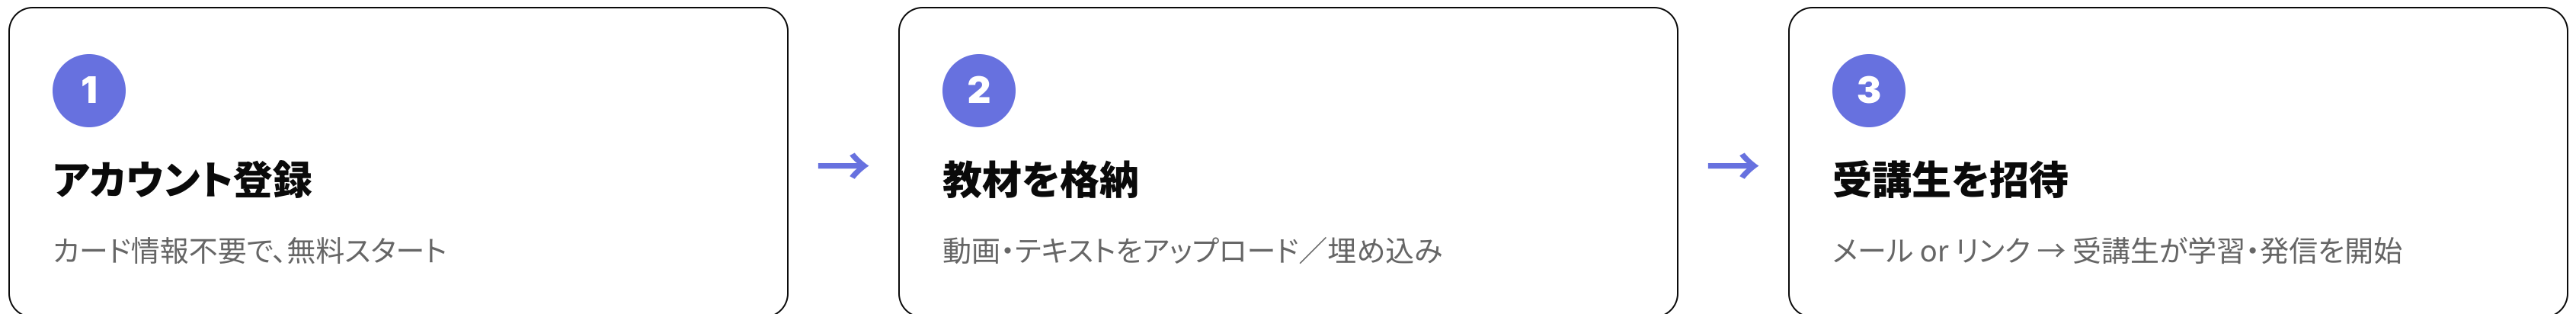 1
アカウント登録
カード情報不要で、無料スタート
→
2
教材を格納
動画・テキストをアップロード／埋め込み
→
3
受講生を招待
メール or リンク → 受講生が学習・発信を開始